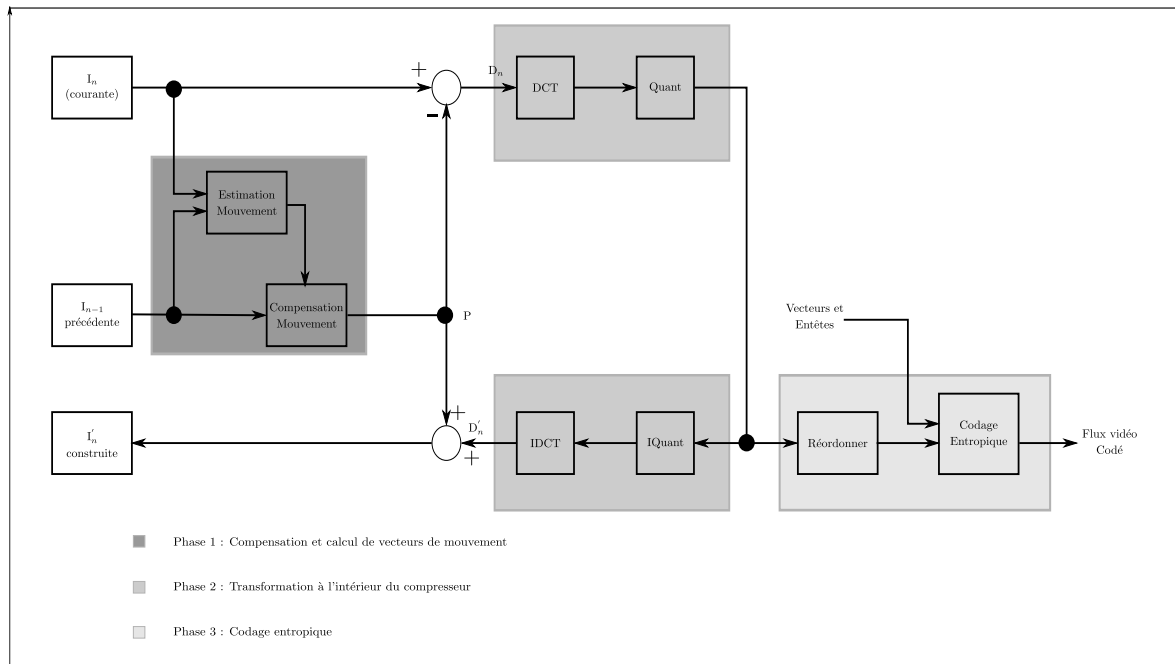 I_n
(courante)
+
D_n
DCT
Quant
-
Estimation
Mouvement
I_{n−1}
précédente
Compensation
Mouvement
P
Vecteurs et
Entêtes
+
I'_n
construite
D'_n
+
IDCT
IQuant
Réordonner
Codage
Entropique
Flux vidéo
Codé
Phase 1 : Compensation et calcul de vecteurs de mouvement
Phase 2 : Transformation à l'intérieur du compresseur
Phase 3 : Codage entropique